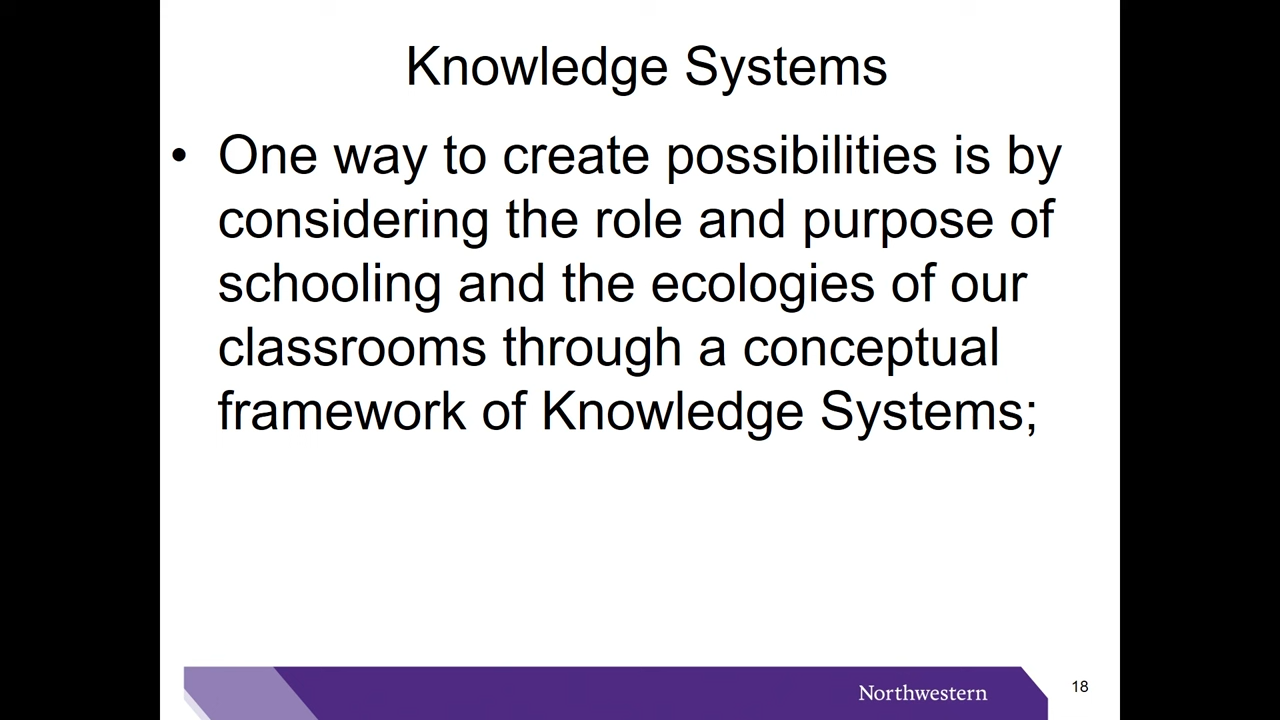 Knowledge Systems
• One way to create possibilities is by
considering the role and purpose of
schooling and the ecologies of our
classrooms through a conceptual
framework of Knowledge Systems;
Northwestern
18